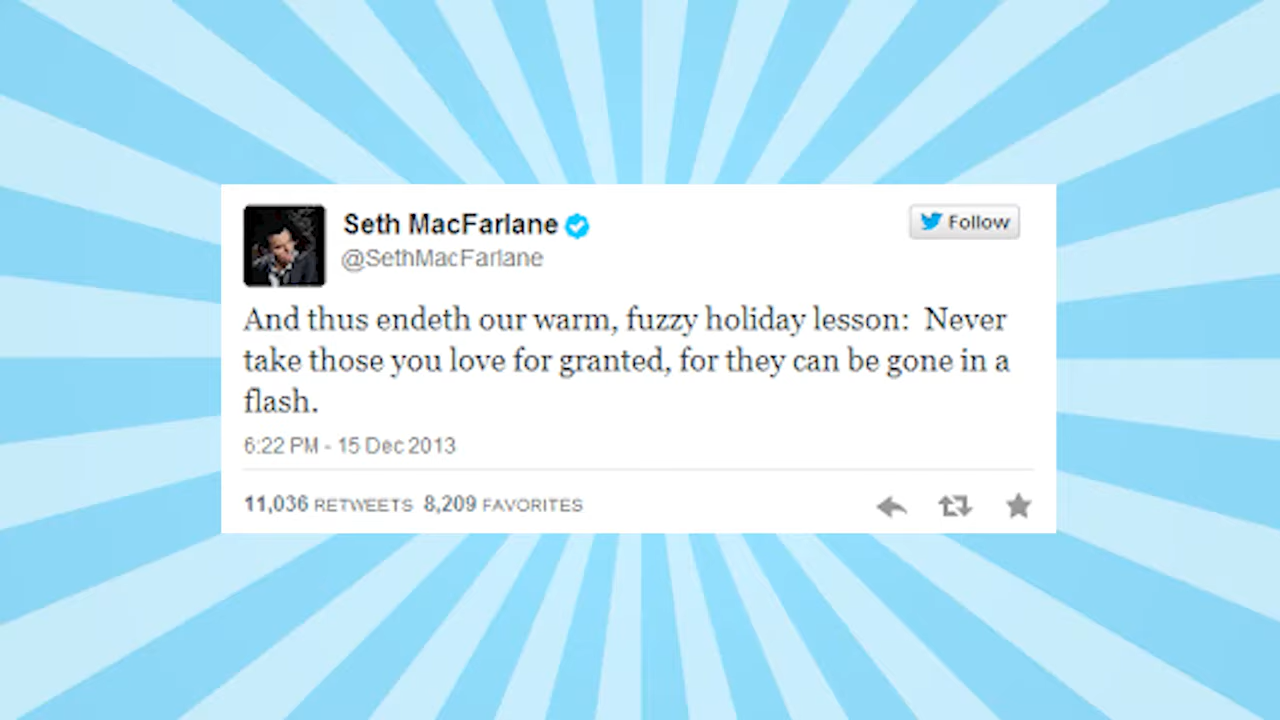 Seth MacFarlane
Follow
@SethMacFarlane
And thus endeth our warm, fuzzy holiday lesson:  Never
take those you love for granted, for they can be gone in a
flash.
6:22 PM - 15 Dec 2013
11,036 RETWEETS 8,209 FAVORITES